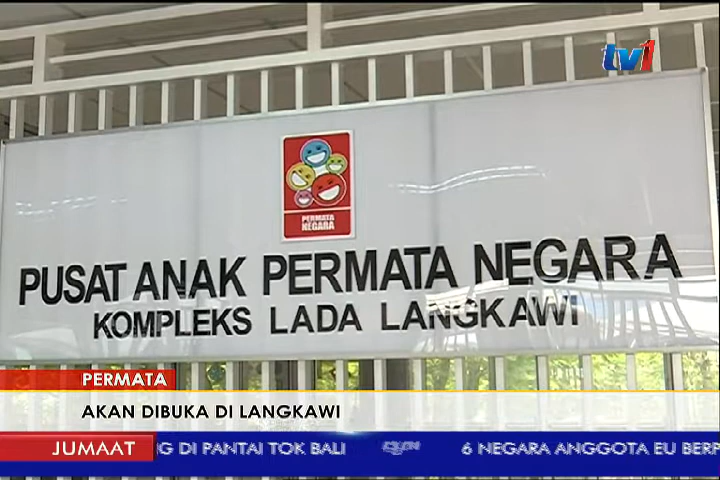 tv1
PERMATA
NEGARA
PUSAT ANAK PERMATA NEGARA
KOMPLEKS LADA LANGKAWI
PERMATA
AKAN DIBUKA DI LANGKAWI
JUMAAT
G DI PANTAI TOK BALI
6 NEGARA ANGGOTA EU BERP